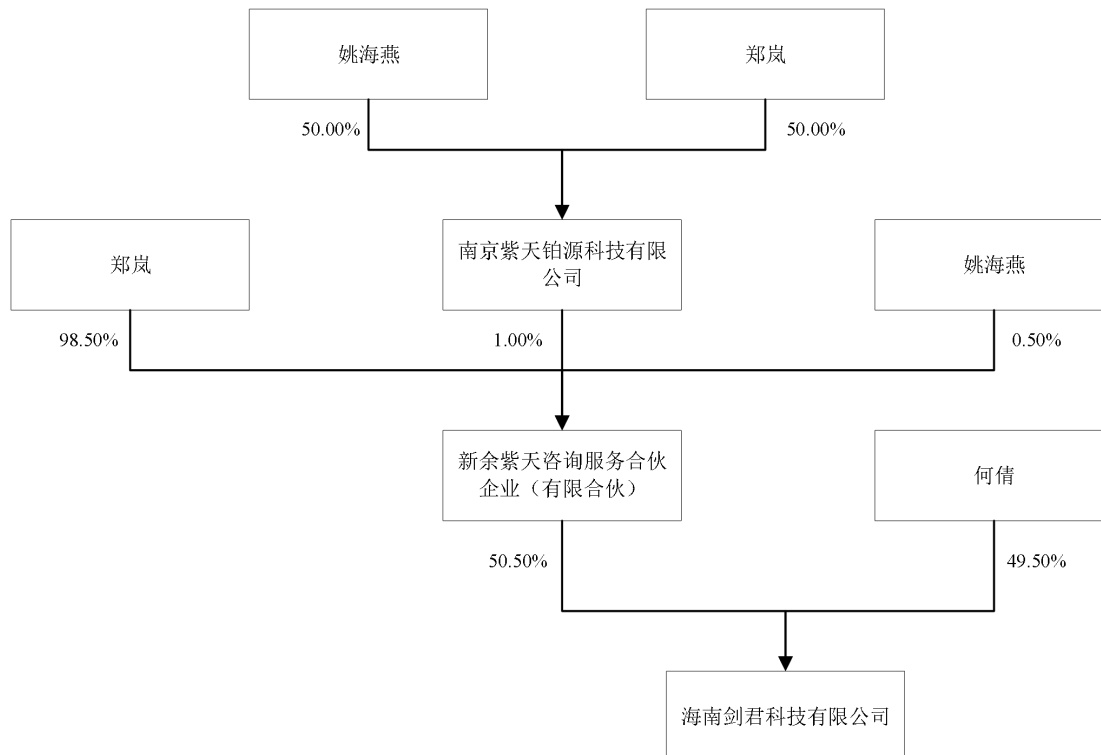 姚海燕
郑岚
50.00%
50.00%
郑岚
南京紫天铂源科技有限
公司
姚海燕
98.50%
1.00%
0.50%
新余紫天咨询服务合伙
企业（有限合伙）
何倩
50.50%
49.50%
海南剑君科技有限公司